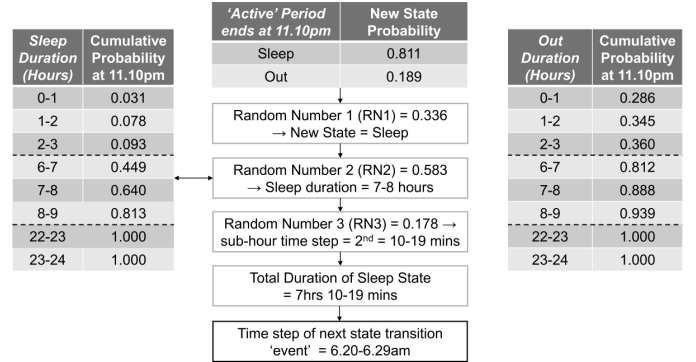 Sleep Duration (Hours) Cumulative Probability at 11.10pm
0-1 0.031
1-2 0.078
2-3 0.093
6-7 0.449
7-8 0.640
8-9 0.813
22-23 1.000
23-24 1.000
‘Active’ Period ends at 11.10pm New State Probability
Sleep 0.811
Out 0.189
Random Number 1 (RN1) = 0.336
→ New State = Sleep
Random Number 2 (RN2) = 0.583
→ Sleep duration = 7-8 hours
Random Number 3 (RN3) = 0.178 →
sub-hour time step = 2nd = 10-19 mins
Total Duration of Sleep State
= 7hrs 10-19 mins
Time step of next state transition
‘event’ = 6.20-6.29am
Out Duration (Hours) Cumulative Probability at 11.10pm
0-1 0.286
1-2 0.345
2-3 0.360
6-7 0.812
7-8 0.888
8-9 0.939
22-23 1.000
23-24 1.000